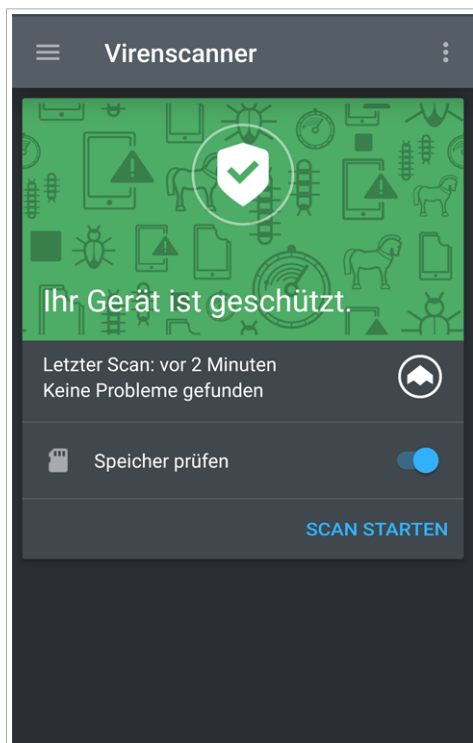 Virenscanner
Ihr Gerät ist geschützt.
Letzter Scan: vor 2 Minuten
Keine Probleme gefunden
Speicher prüfen
SCAN STARTEN